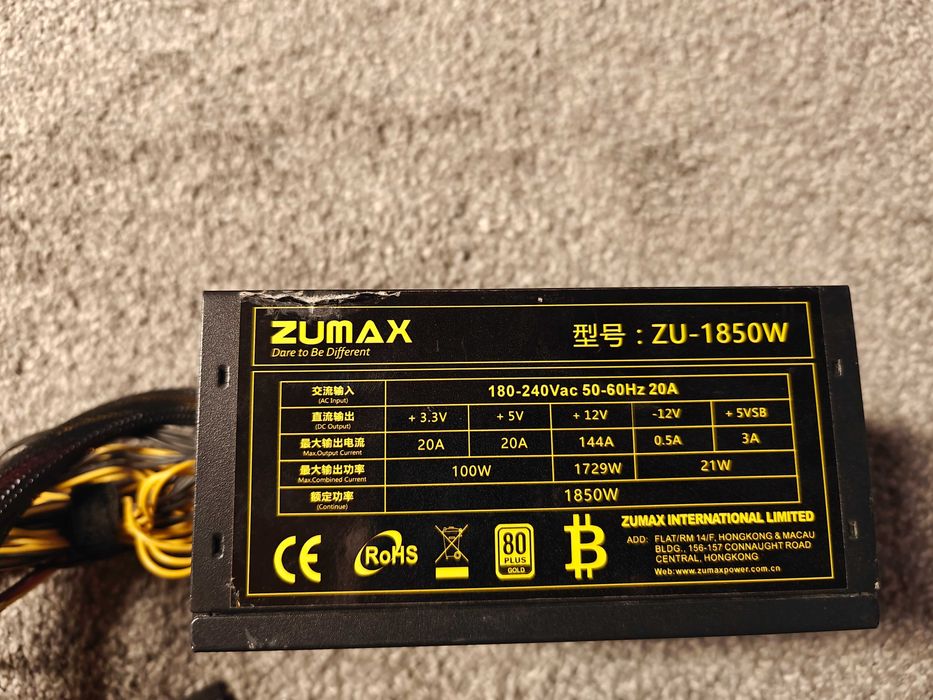 ZUMAX
Dare to Be Different
型号：ZU-1850W
交流输入
(AC Input)
180-240Vac 50-60Hz 20A
直流输出
(DC Output)
+ 3.3V
+ 5V
+ 12V
-12V
+ 5VSB
最大输出电流
Max.Output Current
20A
20A
144A
0.5A
3A
最大输出功率
Max.Combined Current
100W
1729W
21W
额定功率
(Continue)
1850W
CE
RoHS
80
PLUS
GOLD
ZUMAX INTERNATIONAL LIMITED
ADD: FLAT/RM 14/F, HONGKONG & MACAU
BLDG., 156-157 CONNAUGHT ROAD
CENTRAL, HONGKONG
Web:www.zumaxpower.com.cn